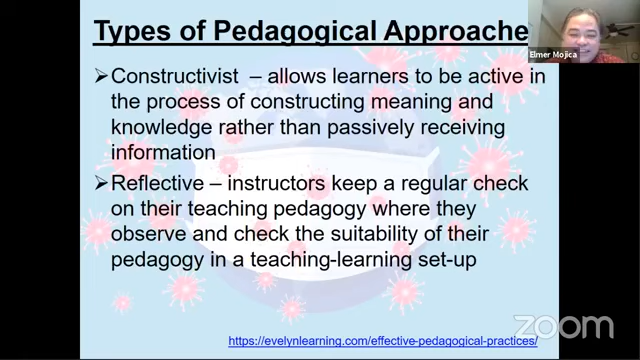 Types of Pedagogical Approache
Elmer Mojica
➢Constructivist – allows learners to be active in
the process of constructing meaning and
knowledge rather than passively receiving
information
➢Reflective – instructors keep a regular check
on their teaching pedagogy where they
observe and check the suitability of their
pedagogy in a teaching-learning set-up
zoom
https://evelynlearning.com/effective-pedagogical-practices/